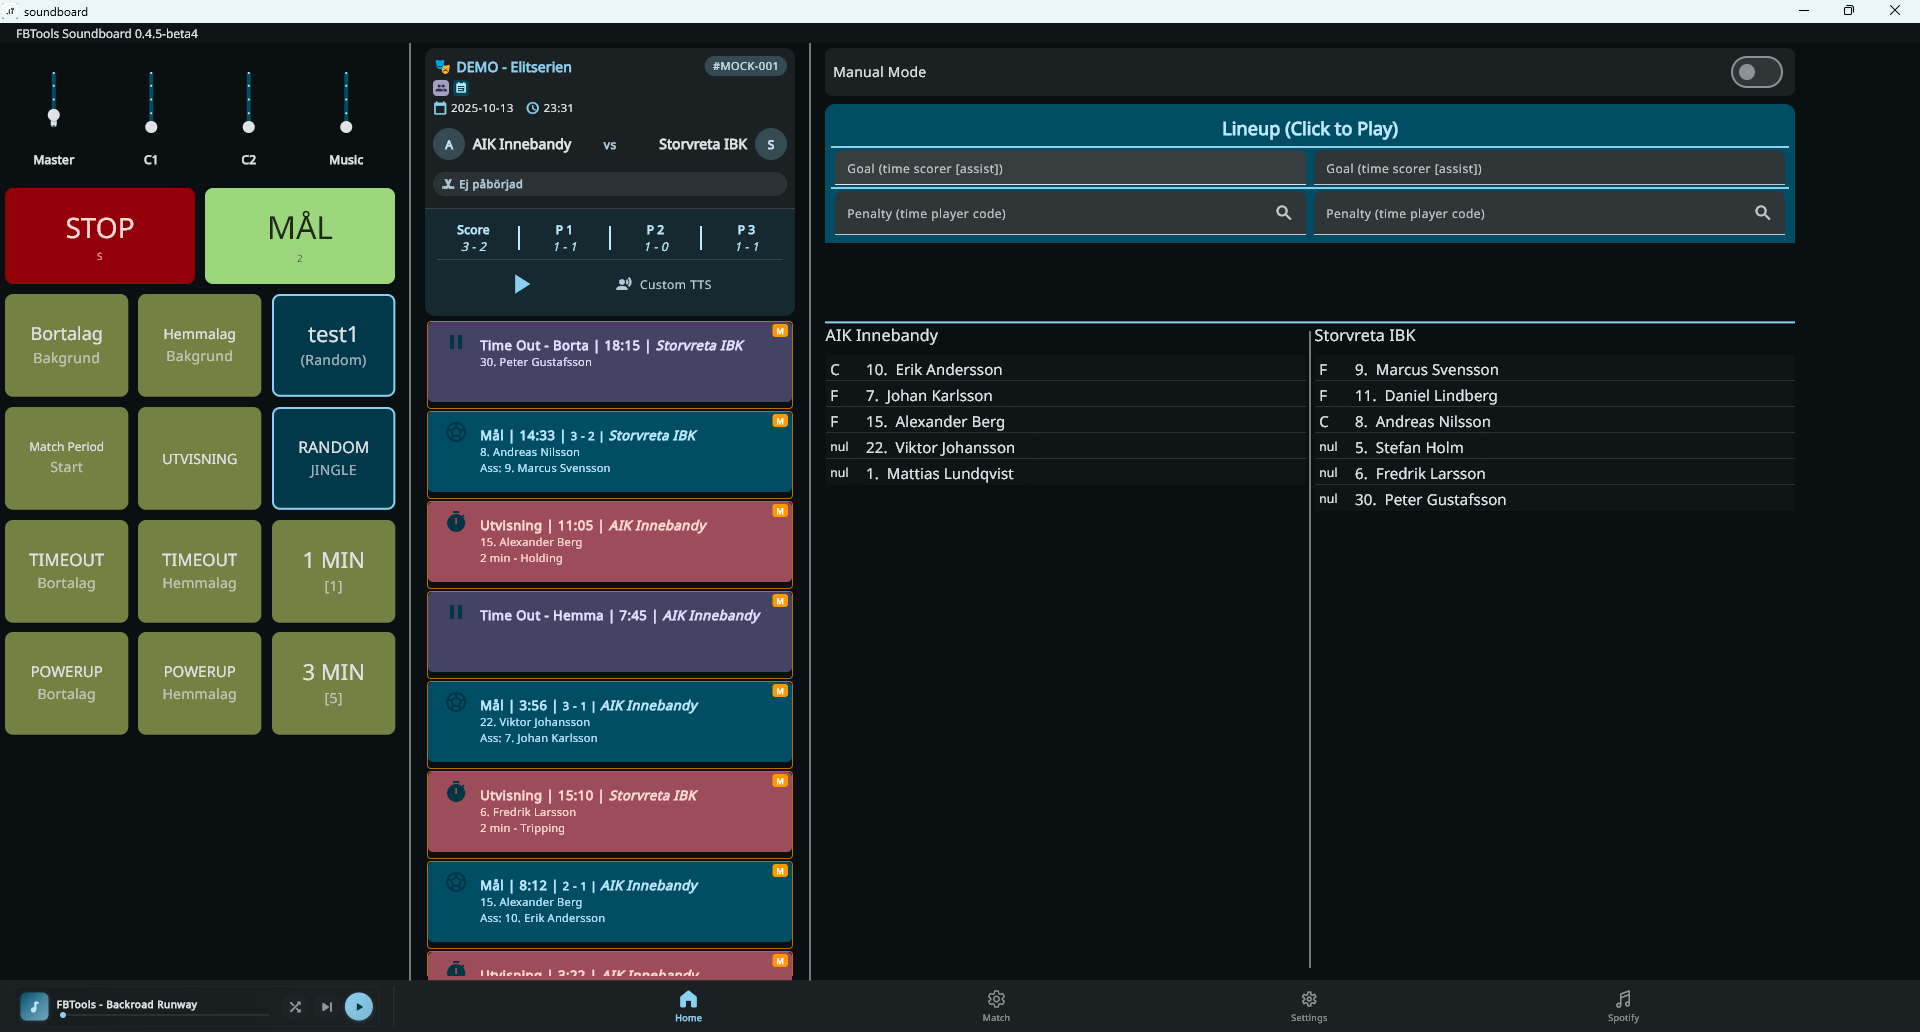 soundboard
FBTools Soundboard 0.4.5-beta4
Master
C1
C2
Music
STOP
S
MÅL
2
Bortalag
Bakgrund
Hemmalag
Bakgrund
test1
(Random)
Match Period
Start
UTVISNING
RANDOM
JINGLE
TIMEOUT
Bortalag
TIMEOUT
Hemmalag
1 MIN
[1]
POWERUP
Bortalag
POWERUP
Hemmalag
3 MIN
[5]
DEMO - Elitserien
#MOCK-001
2025-10-13 23:31
A AIK Innebandy vs Storvreta IBK S
Ej påbörjad
Score P 1 P 2 P 3
3 - 2 1 - 1 1 - 0 1 - 1
Custom TTS
M
Time Out - Borta | 18:15 | Storvreta IBK
30. Peter Gustafsson
M
Mål | 14:33 | 3 - 2 | Storvreta IBK
8. Andreas Nilsson
Ass: 9. Marcus Svensson
M
Utvisning | 11:05 | AIK Innebandy
15. Alexander Berg
2 min - Holding
M
Time Out - Hemma | 7:45 | AIK Innebandy
M
Mål | 3:56 | 3 - 1 | AIK Innebandy
22. Viktor Johansson
Ass: 7. Johan Karlsson
M
Utvisning | 15:10 | Storvreta IBK
6. Fredrik Larsson
2 min - Tripping
M
Mål | 8:12 | 2 - 1 | AIK Innebandy
15. Alexander Berg
Ass: 10. Erik Andersson
M
Utvisning | 3:22 | AIK Innebandy
Manual Mode
Lineup (Click to Play)
Goal (time scorer [assist])
Goal (time scorer [assist])
Penalty (time player code)
Penalty (time player code)
AIK Innebandy
C 10. Erik Andersson
F 7. Johan Karlsson
F 15. Alexander Berg
nul 22. Viktor Johansson
nul 1. Mattias Lundqvist
Storvreta IBK
F 9. Marcus Svensson
F 11. Daniel Lindberg
C 8. Andreas Nilsson
nul 5. Stefan Holm
nul 6. Fredrik Larsson
nul 30. Peter Gustafsson
FBTools - Backroad Runway
Home
Match
Settings
Spotify